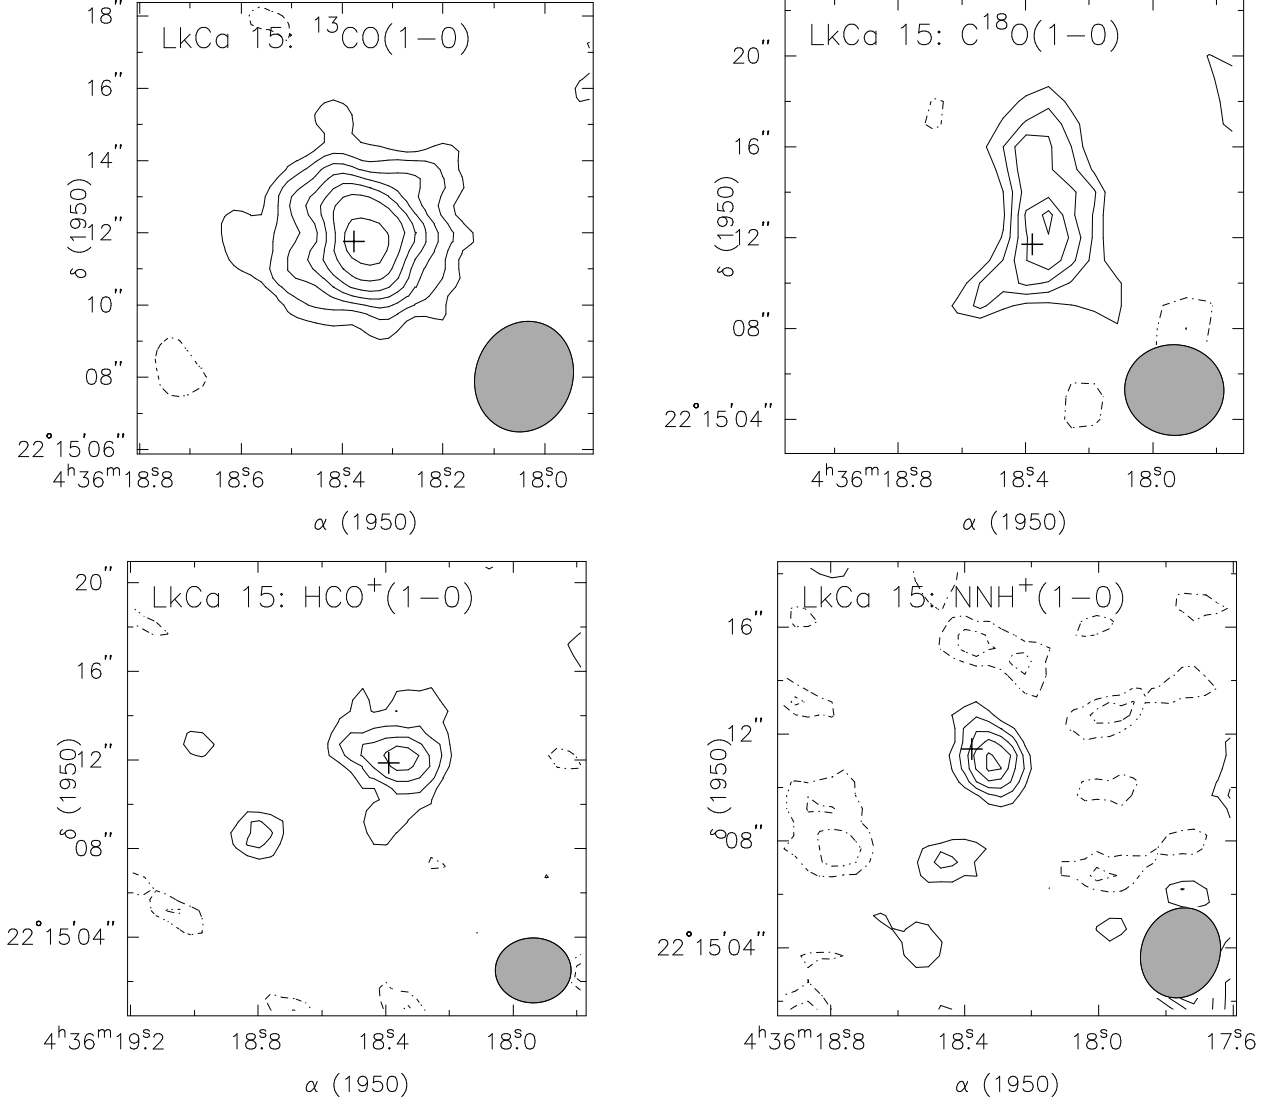 LkCa 15: ¹³CO(1−0)
18″
16″
14″
12″
10″
08″
22°15′06″
δ (1950)
4ʰ36ᵐ18ˢ.8 18ˢ.6 18ˢ.4 18ˢ.2 18ˢ.0
α (1950)
LkCa 15: C¹⁸O(1−0)
20″
16″
12″
08″
22°15′04″
δ (1950)
4ʰ36ᵐ18ˢ.8 18ˢ.4 18ˢ.0
α (1950)
LkCa 15: HCO⁺(1−0)
20″
16″
12″
08″
22°15′04″
δ (1950)
4ʰ36ᵐ19ˢ.2 18ˢ.8 18ˢ.4 18ˢ.0
α (1950)
LkCa 15: NNH⁺(1−0)
16″
12″
08″
22°15′04″
δ (1950)
4ʰ36ᵐ18ˢ.8 18ˢ.4 18ˢ.0 17ˢ.6
α (1950)